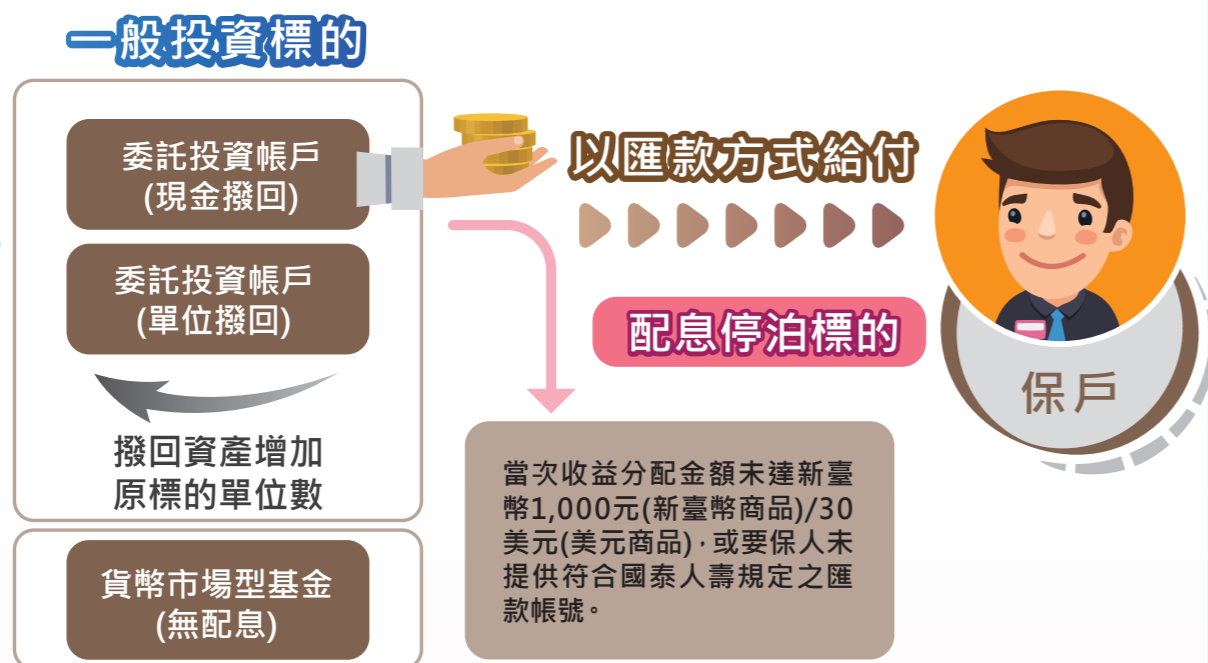 一般投資標的
委託投資帳戶
(現金撥回)
委託投資帳戶
(單位撥回)
撥回資產增加
原標的單位數
貨幣市場型基金
(無配息)
以匯款方式給付
配息停泊標的
當次收益分配金額未達新臺
幣1,000元(新臺幣商品)/30
美元(美元商品)，或要保人未
提供符合國泰人壽規定之匯
款帳號。
保戶